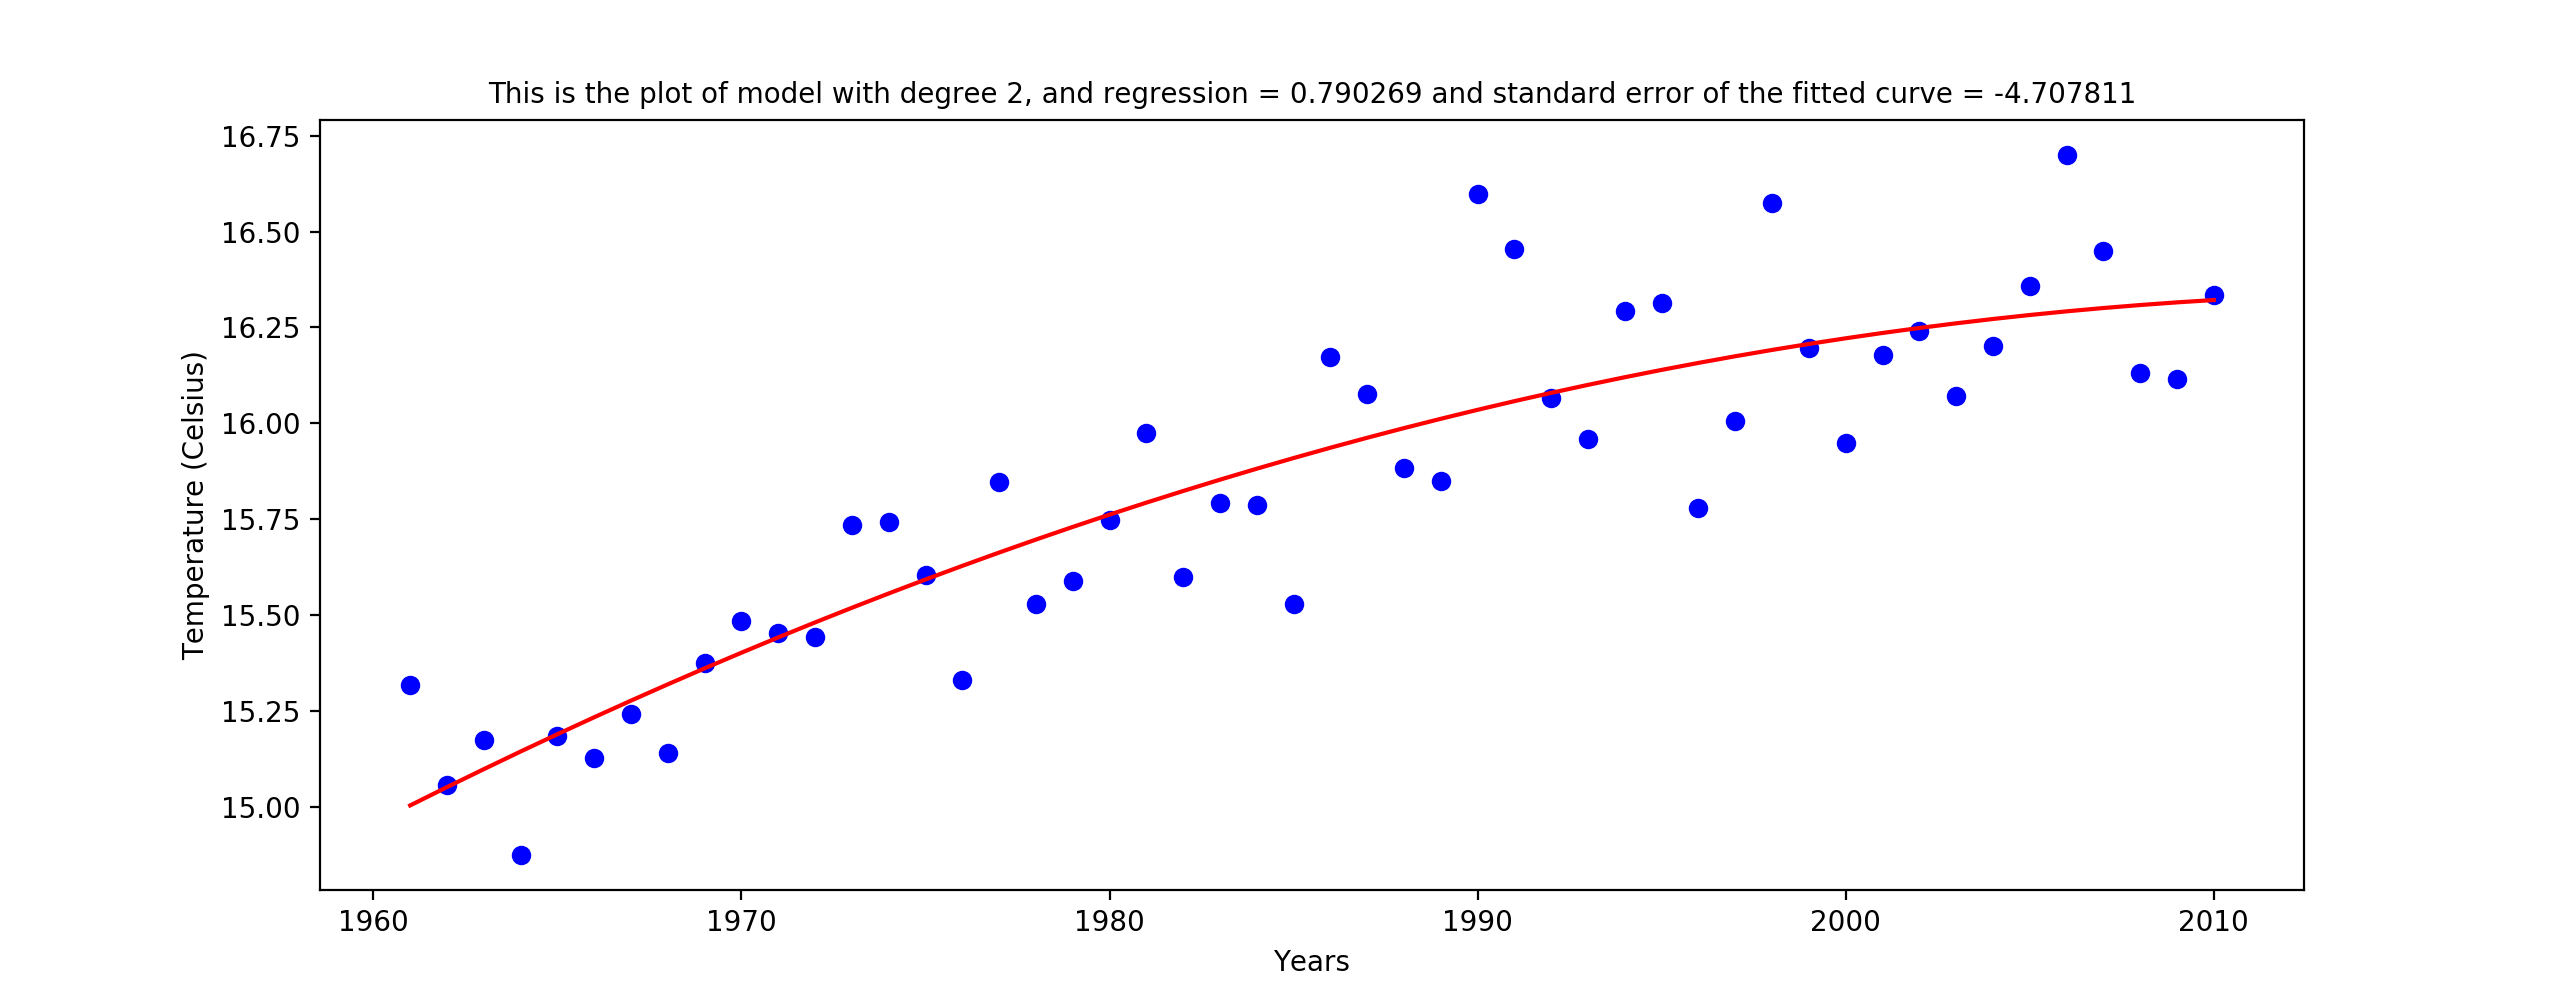 This is the plot of model with degree 2, and regression = 0.790269 and standard error of the fitted curve = -4.707811
16.75
16.50
16.25
16.00
15.75
15.50
15.25
15.00
Temperature (Celsius)
1960 1970 1980 1990 2000 2010
Years